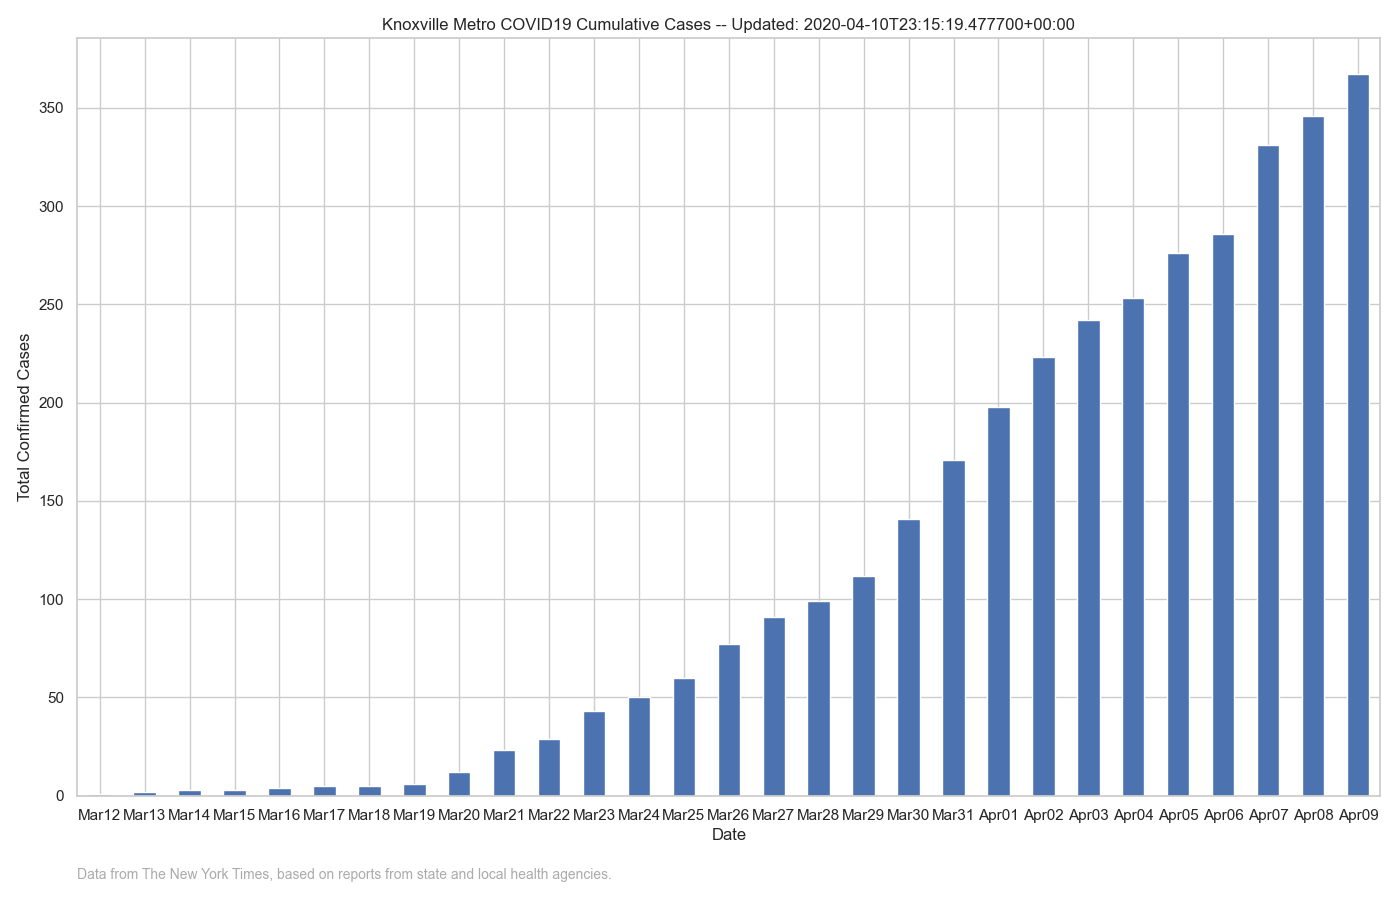 Knoxville Metro COVID19 Cumulative Cases -- Updated: 2020-04-10T23:15:19.477700+00:00
350
300
250
200
150
100
50
0
Total Confirmed Cases
Mar12 Mar13 Mar14 Mar15 Mar16 Mar17 Mar18 Mar19 Mar20 Mar21 Mar22 Mar23 Mar24 Mar25 Mar26 Mar27 Mar28 Mar29 Mar30 Mar31 Apr01 Apr02 Apr03 Apr04 Apr05 Apr06 Apr07 Apr08 Apr09
Date
Data from The New York Times, based on reports from state and local health agencies.